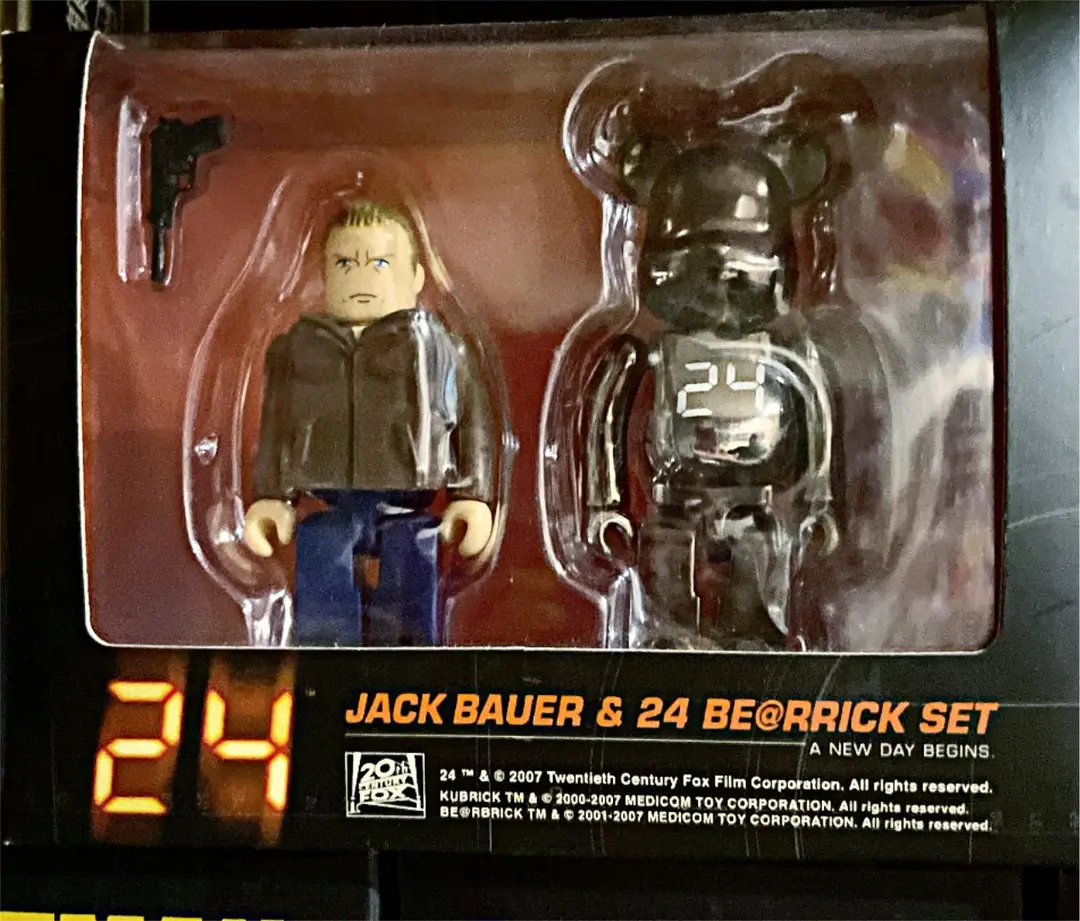 24
24™
JACK BAUER & 24 BE@RRICK SET
A NEW DAY BEGINS.
20th
CENTURY
FOX
24 ™ & © 2007 Twentieth Century Fox Film Corporation. All rights reserved.
KUBRICK TM & © 2000-2007 MEDICOM TOY CORPORATION. All rights reserved.
BE@RBRICK TM & © 2001-2007 MEDICOM TOY CORPORATION. All rights reserved.